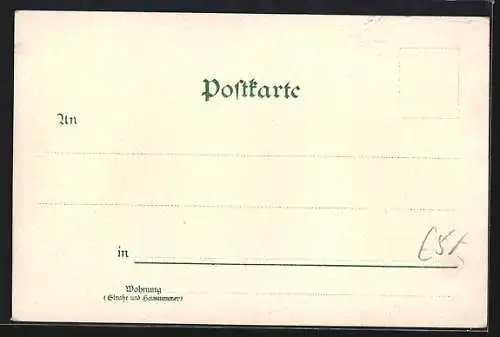 Postkarte
An
in
Wohnung
(Straße und Hausnummer)